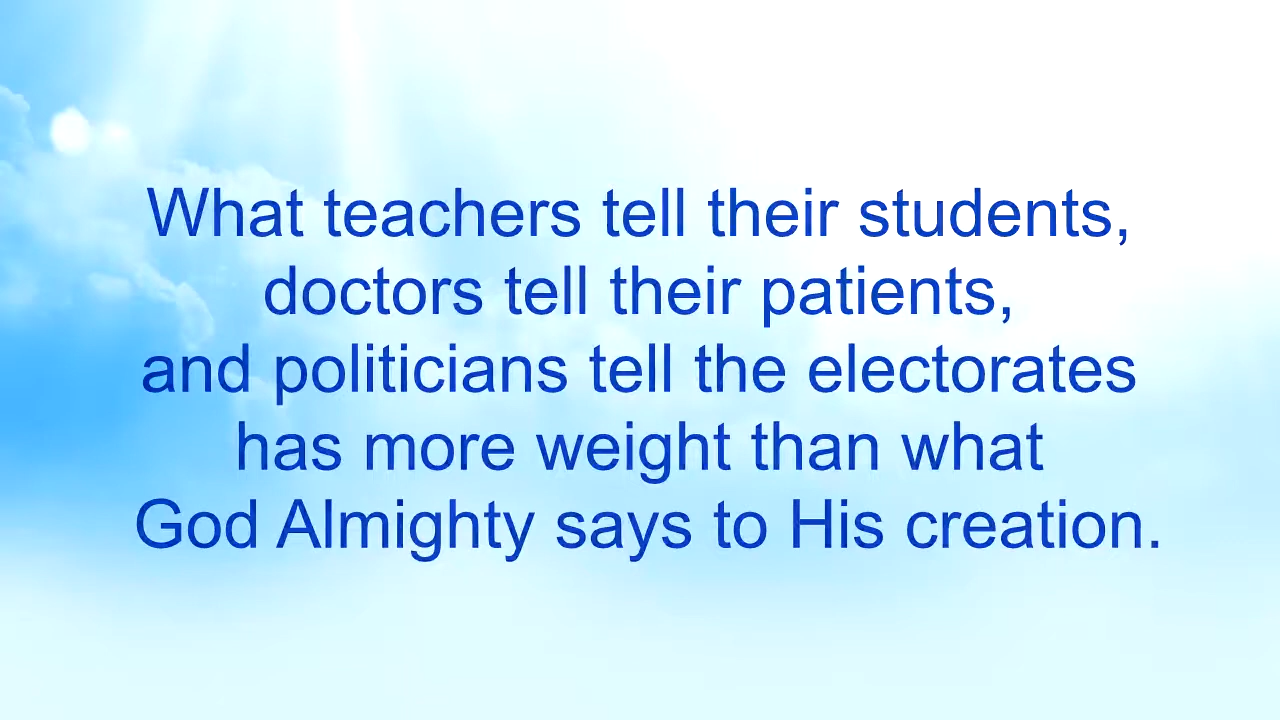 What teachers tell their students,
doctors tell their patients,
and politicians tell the electorates
has more weight than what
God Almighty says to His creation.